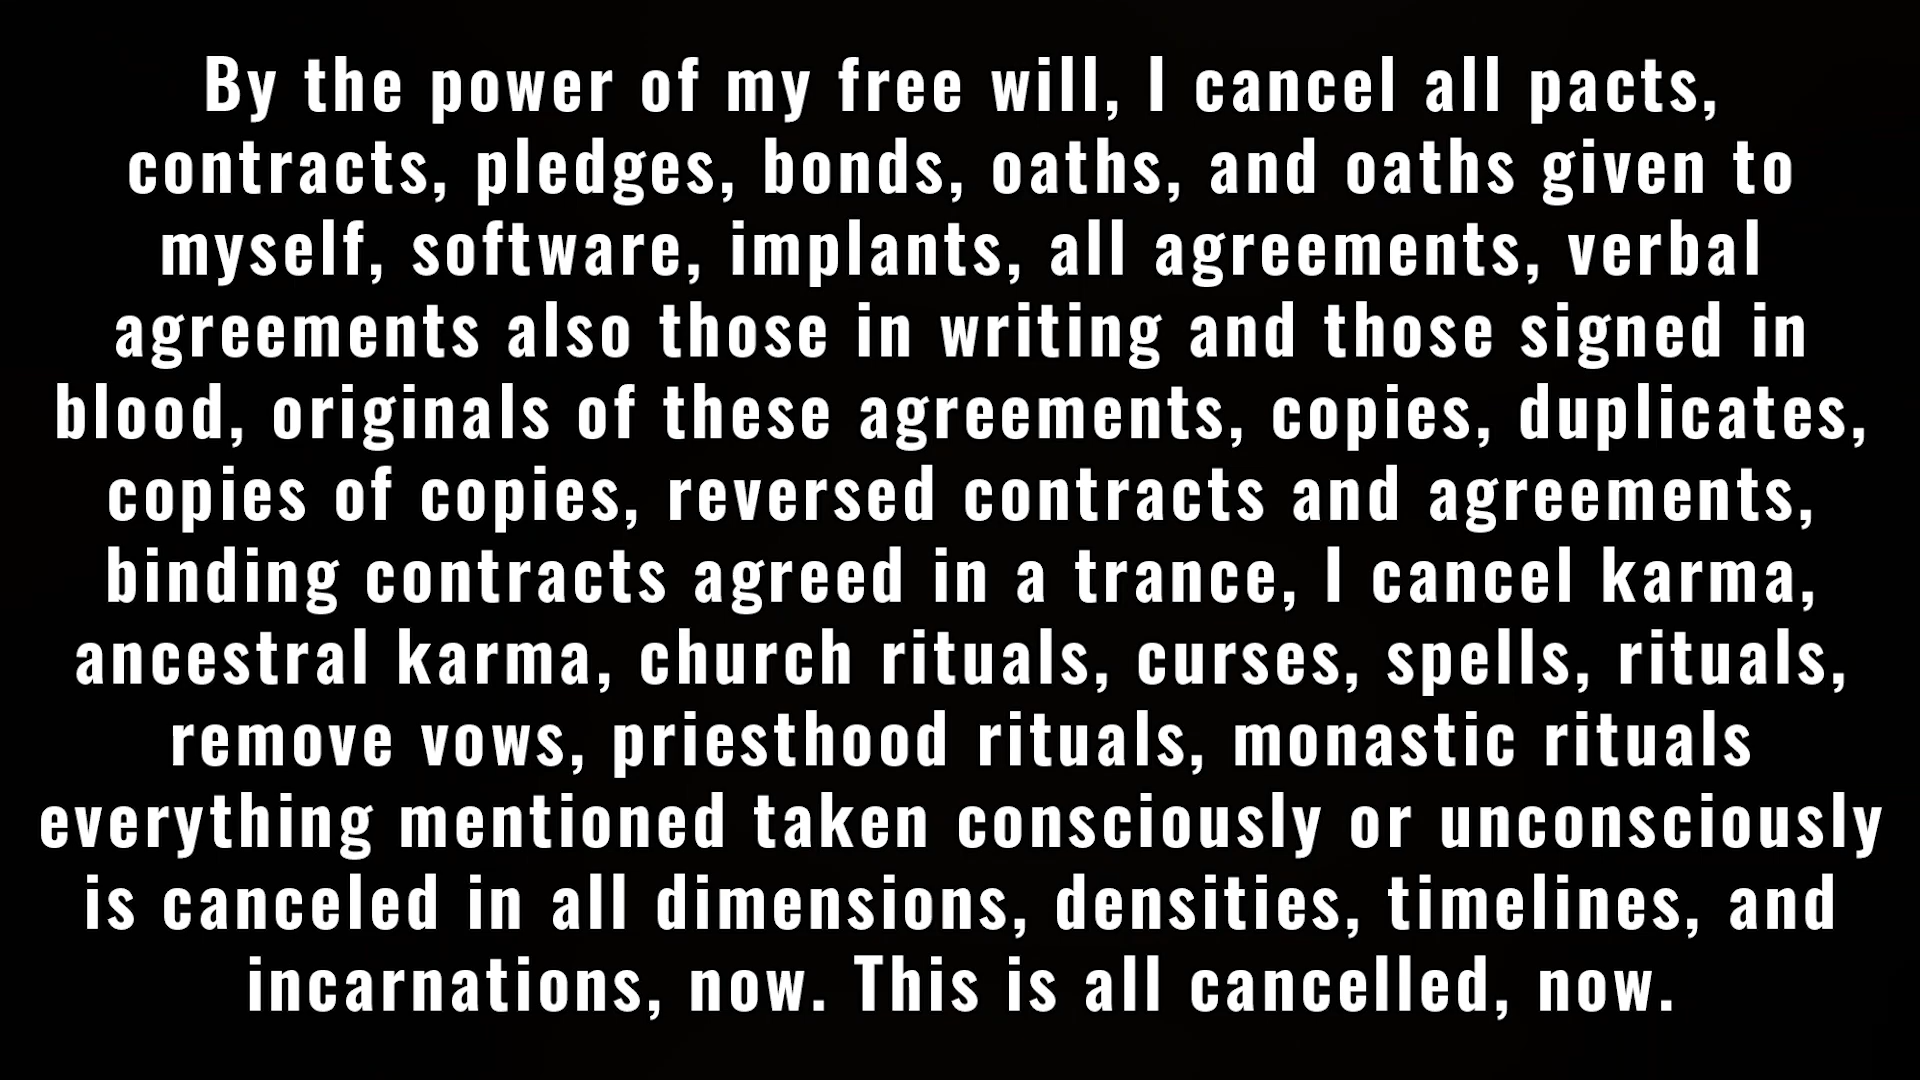 By the power of my free will, I cancel all pacts,
contracts, pledges, bonds, oaths, and oaths given to
myself, software, implants, all agreements, verbal
agreements also those in writing and those signed in
blood, originals of these agreements, copies, duplicates,
copies of copies, reversed contracts and agreements,
binding contracts agreed in a trance, I cancel karma,
ancestral karma, church rituals, curses, spells, rituals,
remove vows, priesthood rituals, monastic rituals
everything mentioned taken consciously or unconsciously
is canceled in all dimensions, densities, timelines, and
incarnations, now. This is all cancelled, now.